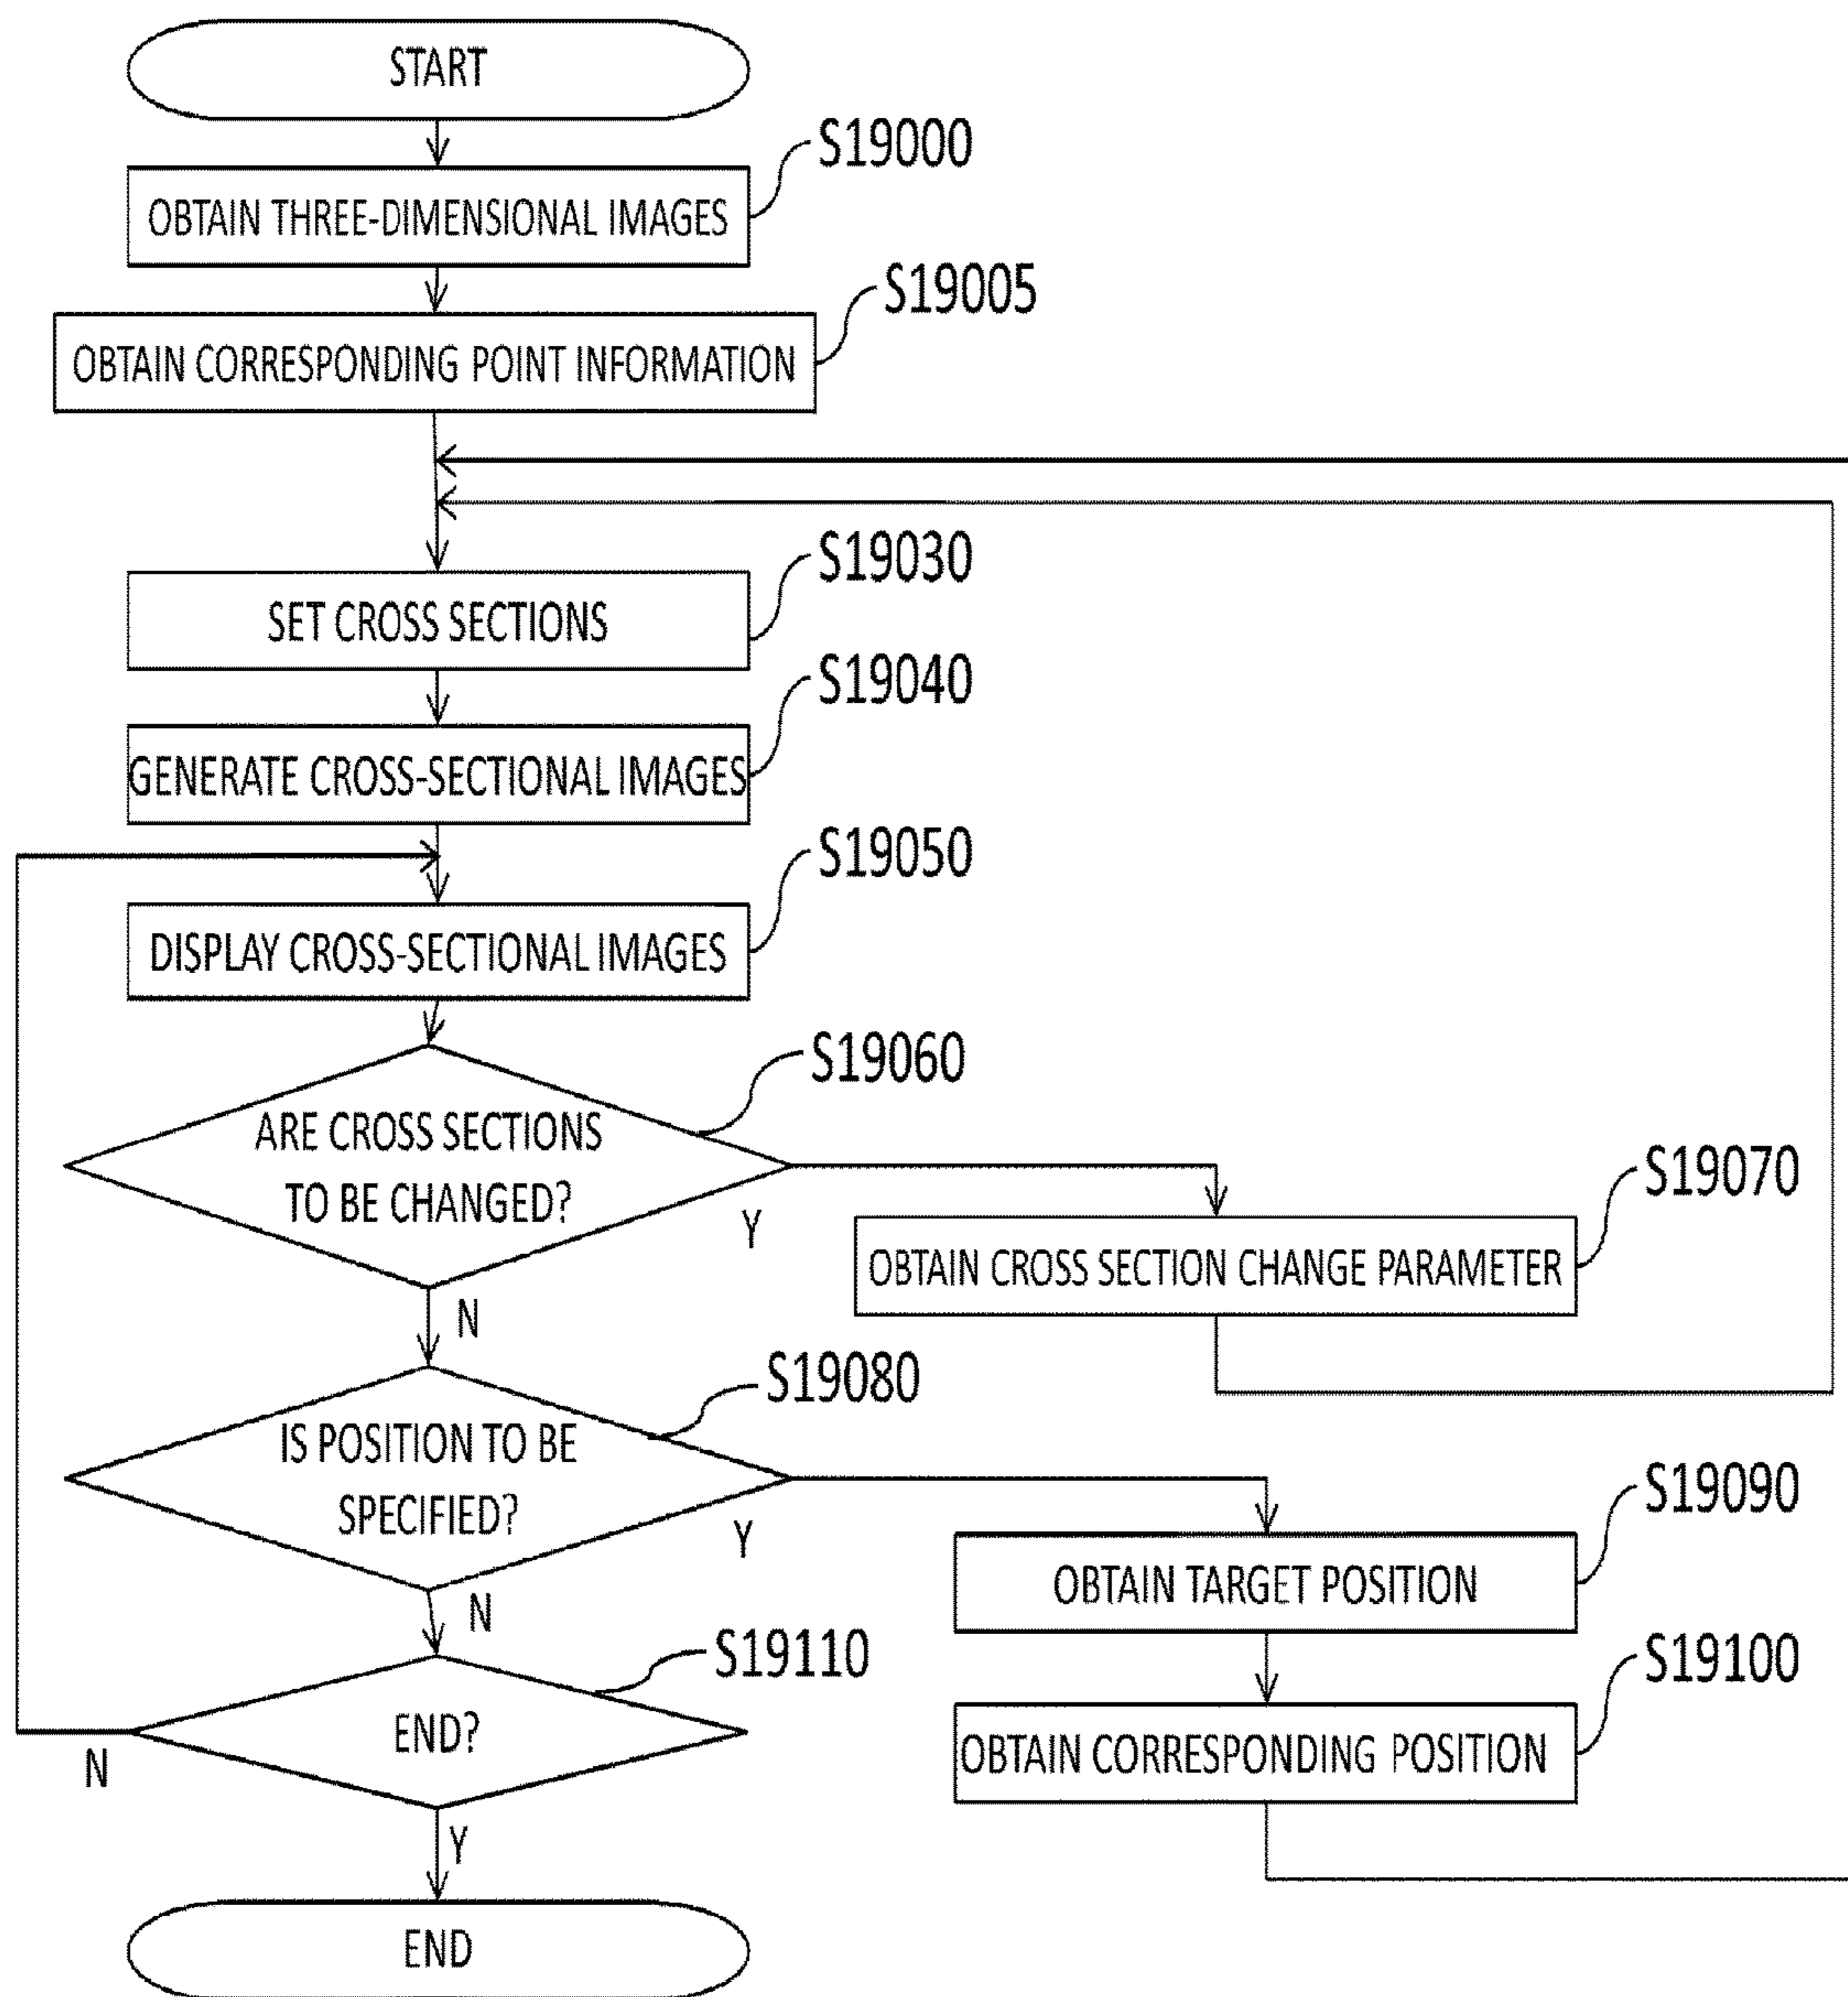 START
S19000
OBTAIN THREE-DIMENSIONAL IMAGES
S19005
OBTAIN CORRESPONDING POINT INFORMATION
S19030
SET CROSS SECTIONS
S19040
GENERATE CROSS-SECTIONAL IMAGES
S19050
DISPLAY CROSS-SECTIONAL IMAGES
S19060
ARE CROSS SECTIONS
TO BE CHANGED?
Y
S19070
OBTAIN CROSS SECTION CHANGE PARAMETER
N
S19080
IS POSITION TO BE
SPECIFIED?
Y
S19090
OBTAIN TARGET POSITION
N
S19110
S19100
END?
OBTAIN CORRESPONDING POSITION
N
Y
END